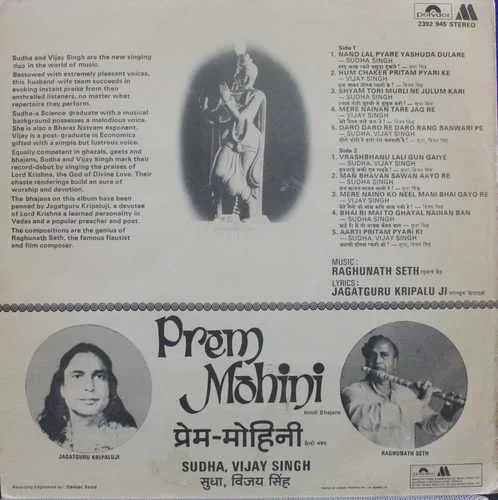 polydor
2392 945 STEREO
Sudha and Vijay Singh are the new singing
duo in the world of music.
Bestowed with extremely pleasant voices,
this husband-wife team succeeds in
evoking instant praise from their
enthralled listeners, no matter what
repertoire they perform.
Sudha-a Science graduate with a musical
background possesses a melodious voice.
She is also a Bharat Natyam exponent.
Vijay is a post-graduate in Economics
gifted with a simple but lustrous voice.
Equally competent in ghazals, geets and
bhajans, Sudha and Vijay Singh mark their
record-debut by singing the praises of
Lord Krishna, the God of Divine Love. Their
chaste rendering build an aura of
worship and devotion.
The bhajans on this album have been
penned by Jagatguru Kripaluji, a devotee
of Lord Krishna a learned personality in
Vedas and a popular preacher and poet.
The compositions are the genius of
Raghunath Seth, the famous flautist
and film composer.
Side 1
1. NAND LAL PYARE YASHUDA DULARE
- SUDHA SINGH
2. HUM CHAKER PRITAM PYARI KE
- VIJAY SINGH
3. SHYAM TORI MURLI NE JULUM KARI
- SUDHA SINGH
4. MERE NAINAN TARE JAG RE
- VIJAY SINGH
5. DARO DARO RE DARO RANG BANWARI PE
- SUDHA, VIJAY SINGH
Side 2
1. VRASHBHANU LALI GUN GAIYE
- SUDHA, VIJAY SINGH
2. MAN BHAVAN SAWAN AAYO RE
- SUDHA SINGH
3. MERE NAINO KO NEEL MANI BHAI GAYO RE
- VIJAY SINGH
4. BHAI BI MAI TO GHAYAL NAINAN BAN
- SUDHA SINGH
5. AARTI PRITAM PYARI KI
- SUDHA, VIJAY SINGH
MUSIC:
RAGHUNATH SETH
LYRICS:
JAGATGURU KRIPALU JI
Prem
Mohini
Hindi Bhajans
प्रेम-मोहिनी हिन्दी भजन
SUDHA, VIJAY SINGH
सुधा, विजय सिंह
JAGATGURU KRIPALUJI
RAGHUNATH SETH
polydor